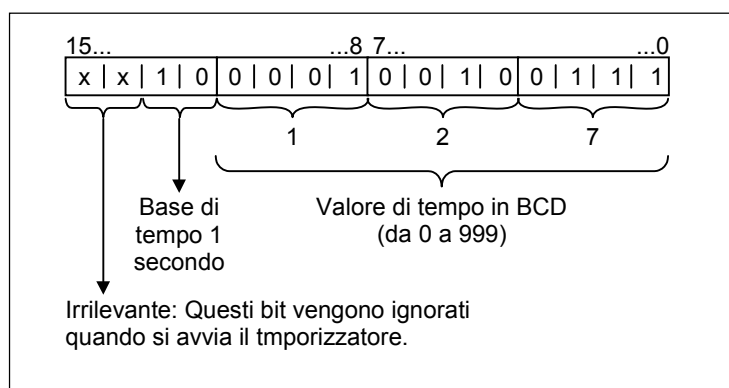 15... ...8 7... ...0
x | x | 1 | 0 0 | 0 | 0 | 1 0 | 0 | 1 | 0 0 | 1 | 1 | 1
1 2 7
Base di
tempo 1
secondo
Valore di tempo in BCD
(da 0 a 999)
Irrilevante: Questi bit vengono ignorati
quando si avvia il tmporizzatore.